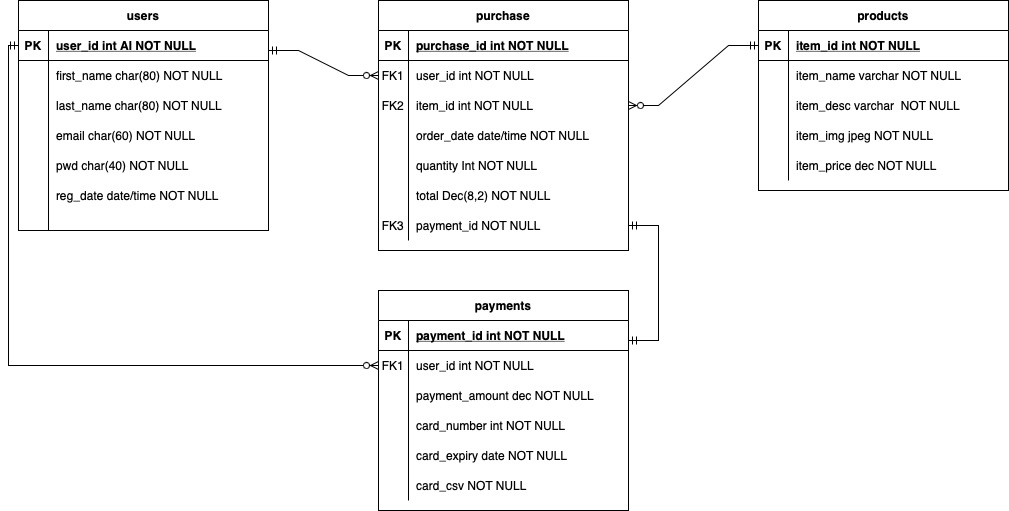 users
PK user_id int AI NOT NULL
first_name char(80) NOT NULL
last_name char(80) NOT NULL
email char(60) NOT NULL
pwd char(40) NOT NULL
reg_date date/time NOT NULL
purchase
PK purchase_id int NOT NULL
FK1 user_id int NOT NULL
FK2 item_id int NOT NULL
order_date date/time NOT NULL
quantity Int NOT NULL
total Dec(8,2) NOT NULL
FK3 payment_id NOT NULL
products
PK item_id int NOT NULL
item_name varchar NOT NULL
item_desc varchar  NOT NULL
item_img jpeg NOT NULL
item_price dec NOT NULL
payments
PK payment_id int NOT NULL
FK1 user_id int NOT NULL
payment_amount dec NOT NULL
card_number int NOT NULL
card_expiry date NOT NULL
card_csv NOT NULL